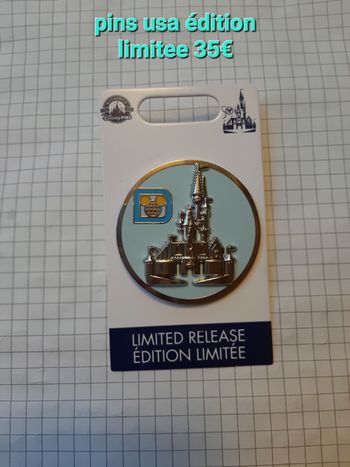 pins usa édition
limitee 35€
D
LIMITED RELEASE
ÉDITION LIMITÉE